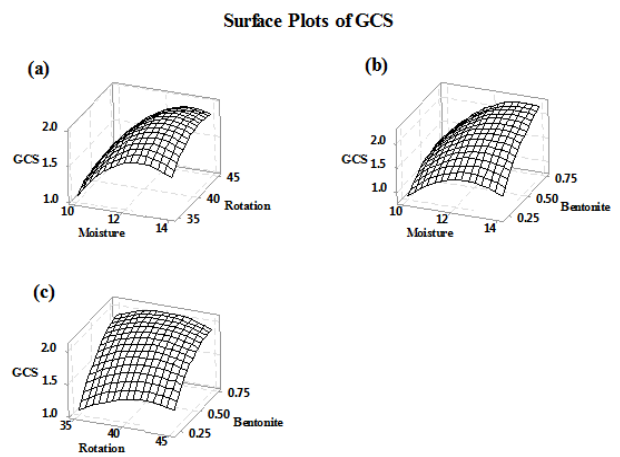 Surface Plots of GCS
(a)
2.0
GCS
1.5
1.0
10
12
14
Moisture
35
40
45
Rotation
(b)
2.0
GCS
1.5
1.0
10
12
14
Moisture
0.25
0.50
0.75
Bentonite
(c)
2.0
GCS
1.5
1.0
35
40
45
Rotation
0.25
0.50
0.75
Bentonite